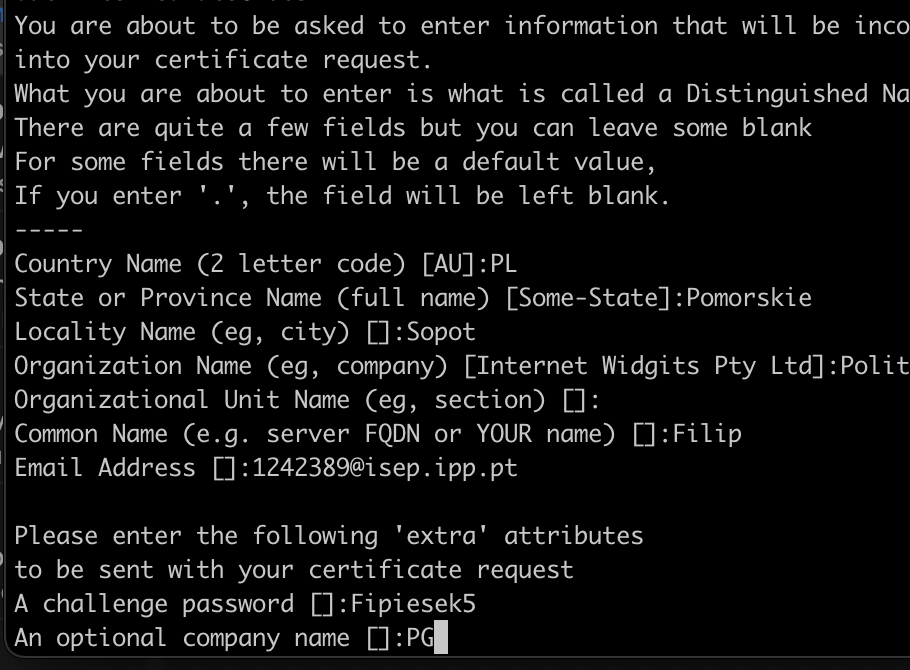 You are about to be asked to enter information that will be inco
into your certificate request.
What you are about to enter is what is called a Distinguished Na
There are quite a few fields but you can leave some blank
For some fields there will be a default value,
If you enter '.', the field will be left blank.
-----
Country Name (2 letter code) [AU]:PL
State or Province Name (full name) [Some-State]:Pomorskie
Locality Name (eg, city) []:Sopot
Organization Name (eg, company) [Internet Widgits Pty Ltd]:Polit
Organizational Unit Name (eg, section) []:
Common Name (e.g. server FQDN or YOUR name) []:Filip
Email Address []:1242389@isep.ipp.pt
Please enter the following 'extra' attributes
to be sent with your certificate request
A challenge password []:Fipiesek5
An optional company name []:PG